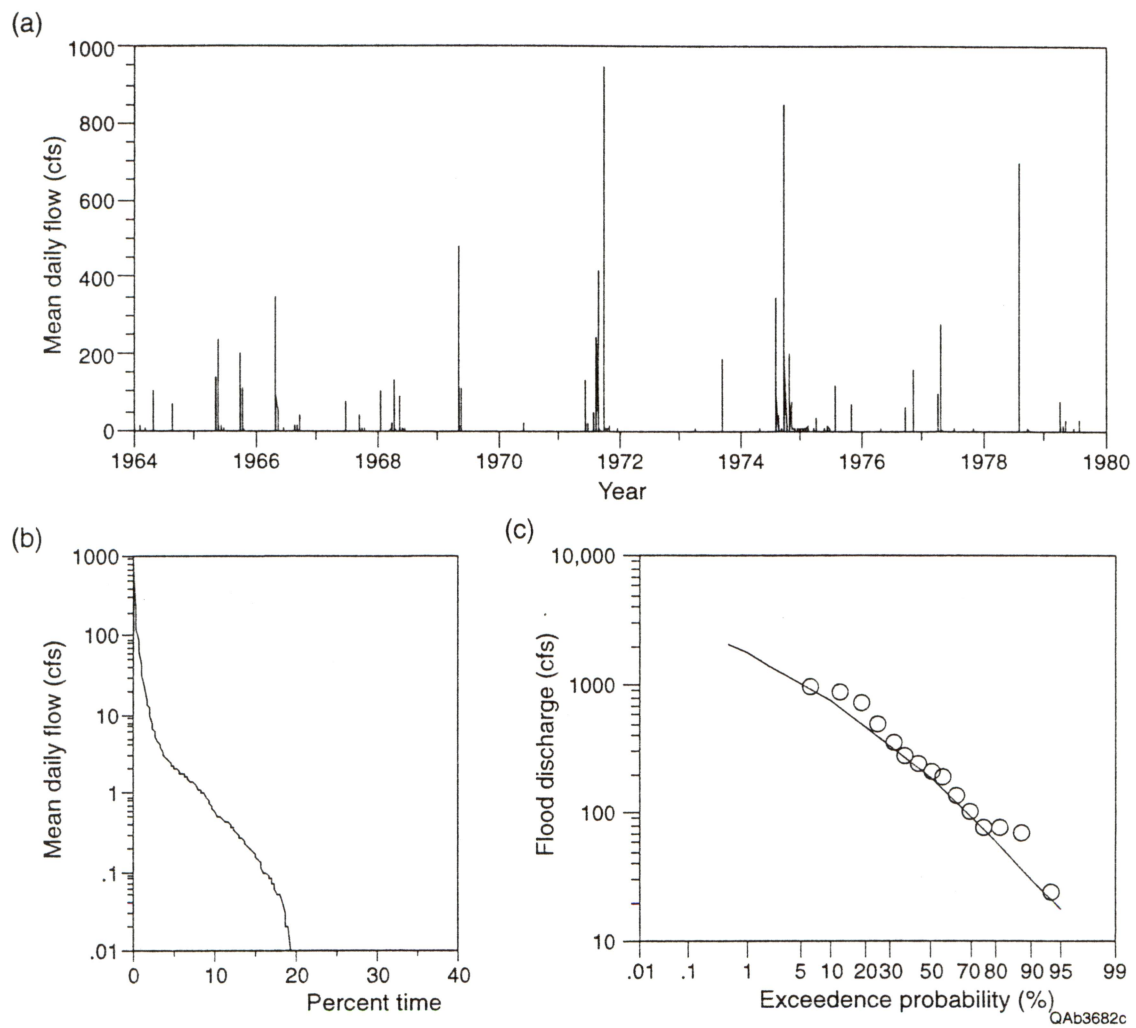 (a)
Mean daily flow (cfs)
1000
800
600
400
200
0
1964 1966 1968 1970 1972 1974 1976 1978 1980
Year
(b)
Mean daily flow (cfs)
1000
100
10
1
.1
.01
0 10 20 30 40
Percent time
(c)
Flood discharge (cfs)
10,000
1000
100
10
.01 .1 1 5 10 20 30 50 70 80 90 95 99
Exceedence probability (%)
QAb3682c